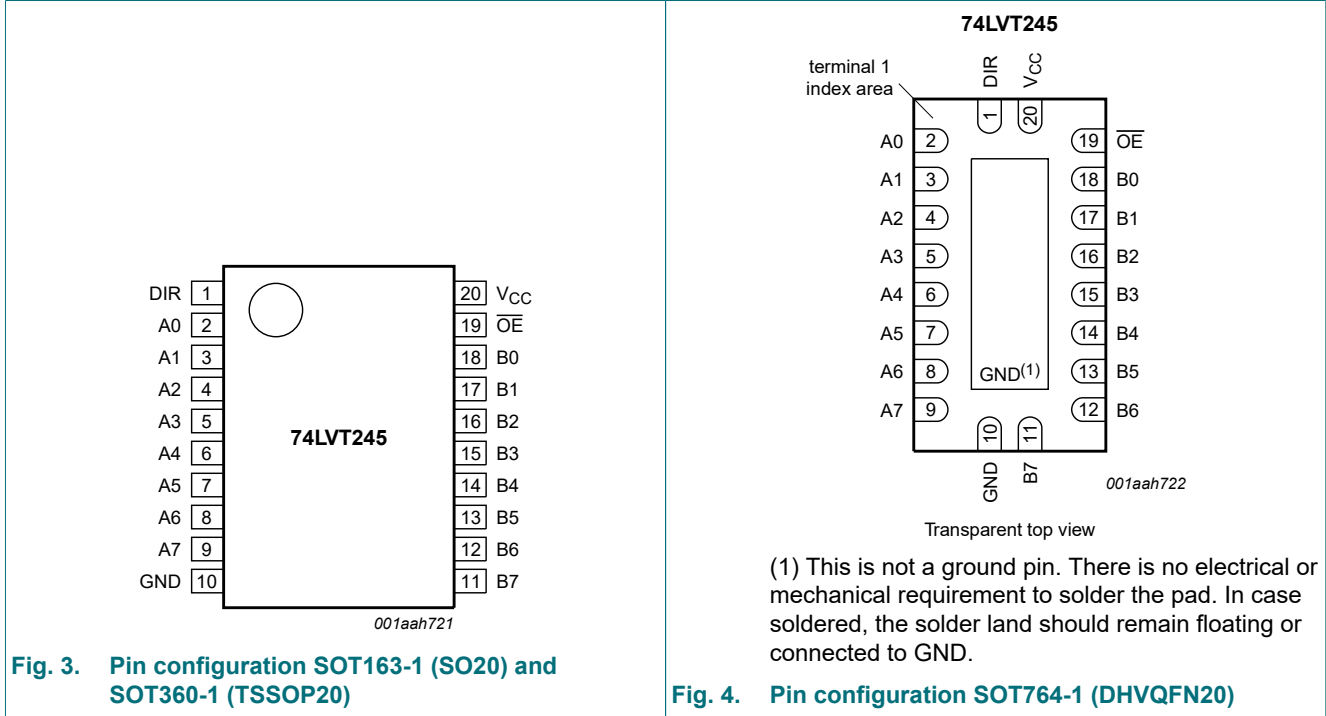 DIR 1
A0 2
A1 3
A2 4
A3 5
A4 6
A5 7
A6 8
A7 9
GND 10
74LVT245
20 VCC
19 OE
18 B0
17 B1
16 B2
15 B3
14 B4
13 B5
12 B6
11 B7
001aah721
Fig. 3. Pin configuration SOT163-1 (SO20) and
SOT360-1 (TSSOP20)
74LVT245
terminal 1
index area
DIR
VCC
1
20
A0 2
A1 3
A2 4
A3 5
A4 6
A5 7
A6 8
A7 9
19 OE
18 B0
17 B1
16 B2
15 B3
14 B4
13 B5
12 B6
GND(1)
10
11
GND
B7
001aah722
Transparent top view
(1) This is not a ground pin. There is no electrical or
mechanical requirement to solder the pad. In case
soldered, the solder land should remain floating or
connected to GND.
Fig. 4. Pin configuration SOT764-1 (DHVQFN20)